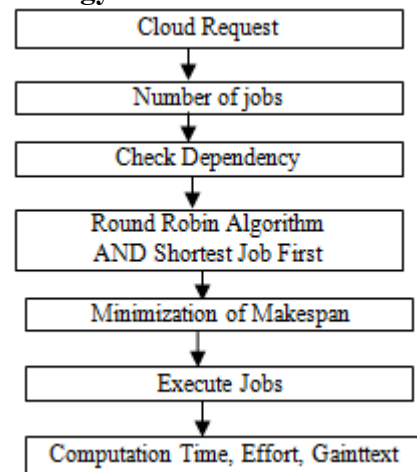 Cloud Request
Number of jobs
Check Dependency
Round Robin Algorithm
AND Shortest Job First
Minimization of Makespan
Execute Jobs
Computation Time, Effort, Gainttext